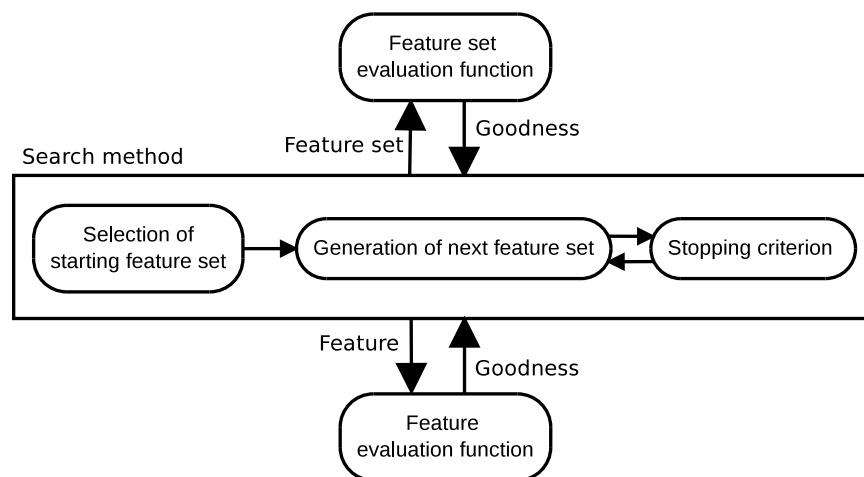 Feature set
evaluation function
Feature set
Goodness
Search method
Selection of
starting feature set
Generation of next feature set
Stopping criterion
Feature
Goodness
Feature
evaluation function